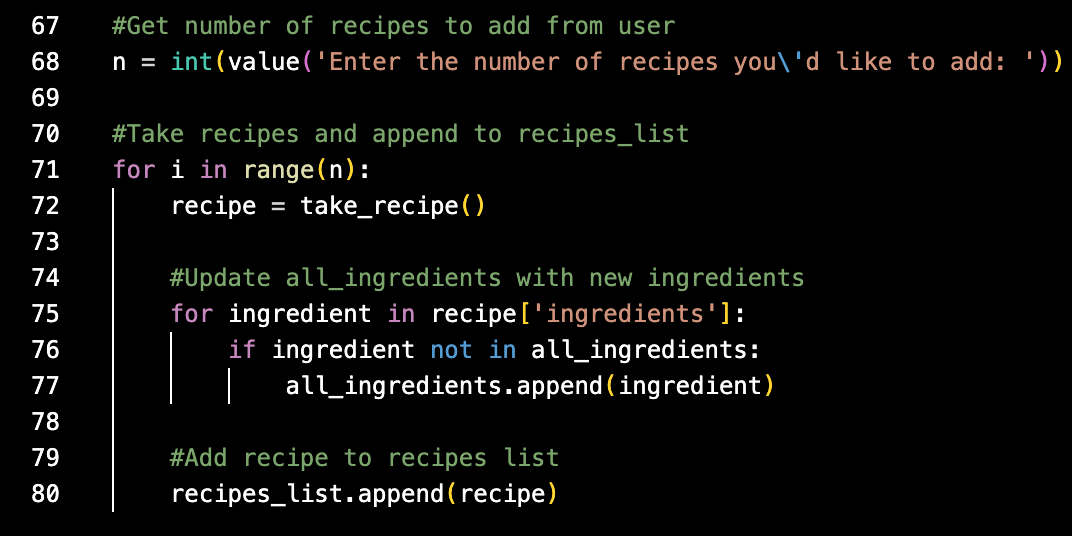 67 #Get number of recipes to add from user
68 n = int(value('Enter the number of recipes you\'d like to add: '))
69
70 #Take recipes and append to recipes_list
71 for i in range(n):
72 recipe = take_recipe()
73
74 #Update all_ingredients with new ingredients
75 for ingredient in recipe['ingredients']:
76 if ingredient not in all_ingredients:
77 all_ingredients.append(ingredient)
78
79 #Add recipe to recipes list
80 recipes_list.append(recipe)